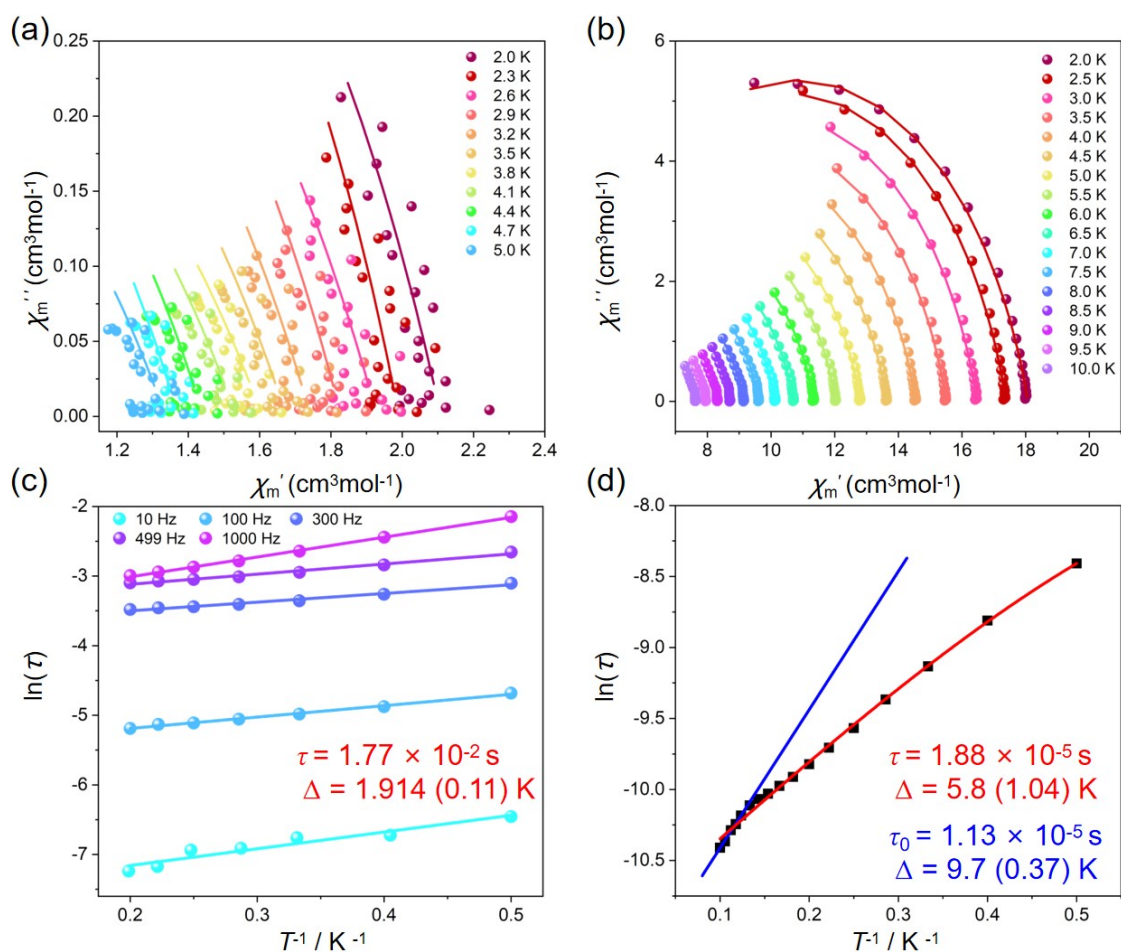 (a)
0.25
0.20
0.15
0.10
0.05
0.00
χm′′ (cm³mol-1)
1.2 1.4 1.6 1.8 2.0 2.2 2.4
χm′ (cm³mol-1)
2.0 K
2.3 K
2.6 K
2.9 K
3.2 K
3.5 K
3.8 K
4.1 K
4.4 K
4.7 K
5.0 K
(b)
6
4
2
0
χm′′ (cm³mol-1)
8 10 12 14 16 18 20
χm′ (cm³mol-1)
2.0 K
2.5 K
3.0 K
3.5 K
4.0 K
4.5 K
5.0 K
5.5 K
6.0 K
6.5 K
7.0 K
7.5 K
8.0 K
8.5 K
9.0 K
9.5 K
10.0 K
(c)
-2
-3
-4
-5
-6
-7
ln(τ)
10 Hz 100 Hz 300 Hz
499 Hz 1000 Hz
τ = 1.77 × 10-2 s
Δ = 1.914 (0.11) K
0.2 0.3 0.4 0.5
T-1 / K -1
(d)
-8.0
-8.5
-9.0
-9.5
-10.0
-10.5
ln(τ)
τ = 1.88 × 10-5 s
Δ = 5.8 (1.04) K
τ0 = 1.13 × 10-5 s
Δ = 9.7 (0.37) K
0.1 0.2 0.3 0.4 0.5
T-1 / K -1